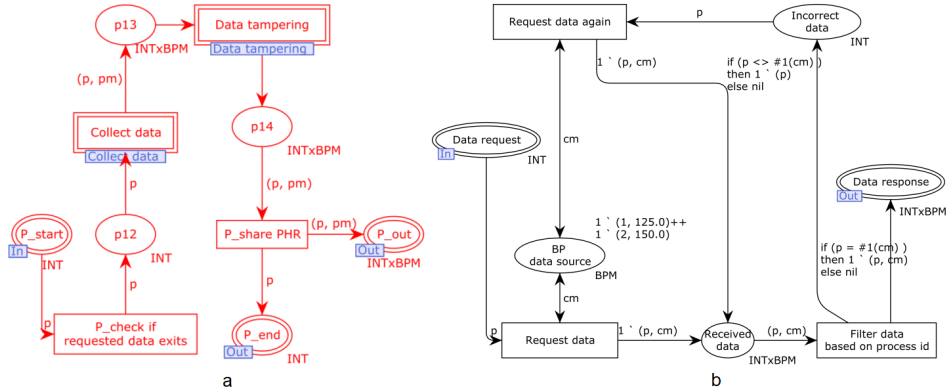 p13
INTxBPM
Data tampering
Data tampering
(p, pm)
Collect data
Collect data
p14
INTxBPM
p
(p, pm)
P_start
In
INT
p12
INT
P_share PHR
(p, pm)
P_out
Out
INTxBPM
p
p
p
P_check if
requested data exits
P_end
Out
INT
a
Request data again
p
Incorrect
data
INT
1 ` (p, cm)
if (p <> #1(cm) )
then 1 ` (p)
else nil
cm
Data request
In
INT
Data response
Out
INTxBPM
1 ` (1, 125.0)++
1 ` (2, 150.0)
BP
data source
BPM
if (p = #1(cm) )
then 1 ` (p, cm)
else nil
cm
p
Request data
1 ` (p, cm)
Received
data
INTxBPM
(p, cm)
Filter data
based on process id
b